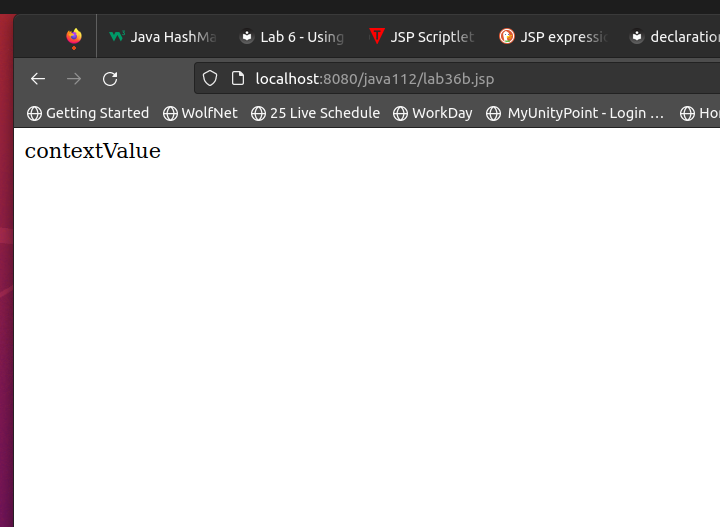 Java HashMa Lab 6 - Using JSP Scriptlet JSP expressio declaration
localhost:8080/java112/lab36b.jsp
Getting Started WolfNet 25 Live Schedule WorkDay MyUnityPoint - Login ... Ho
contextValue